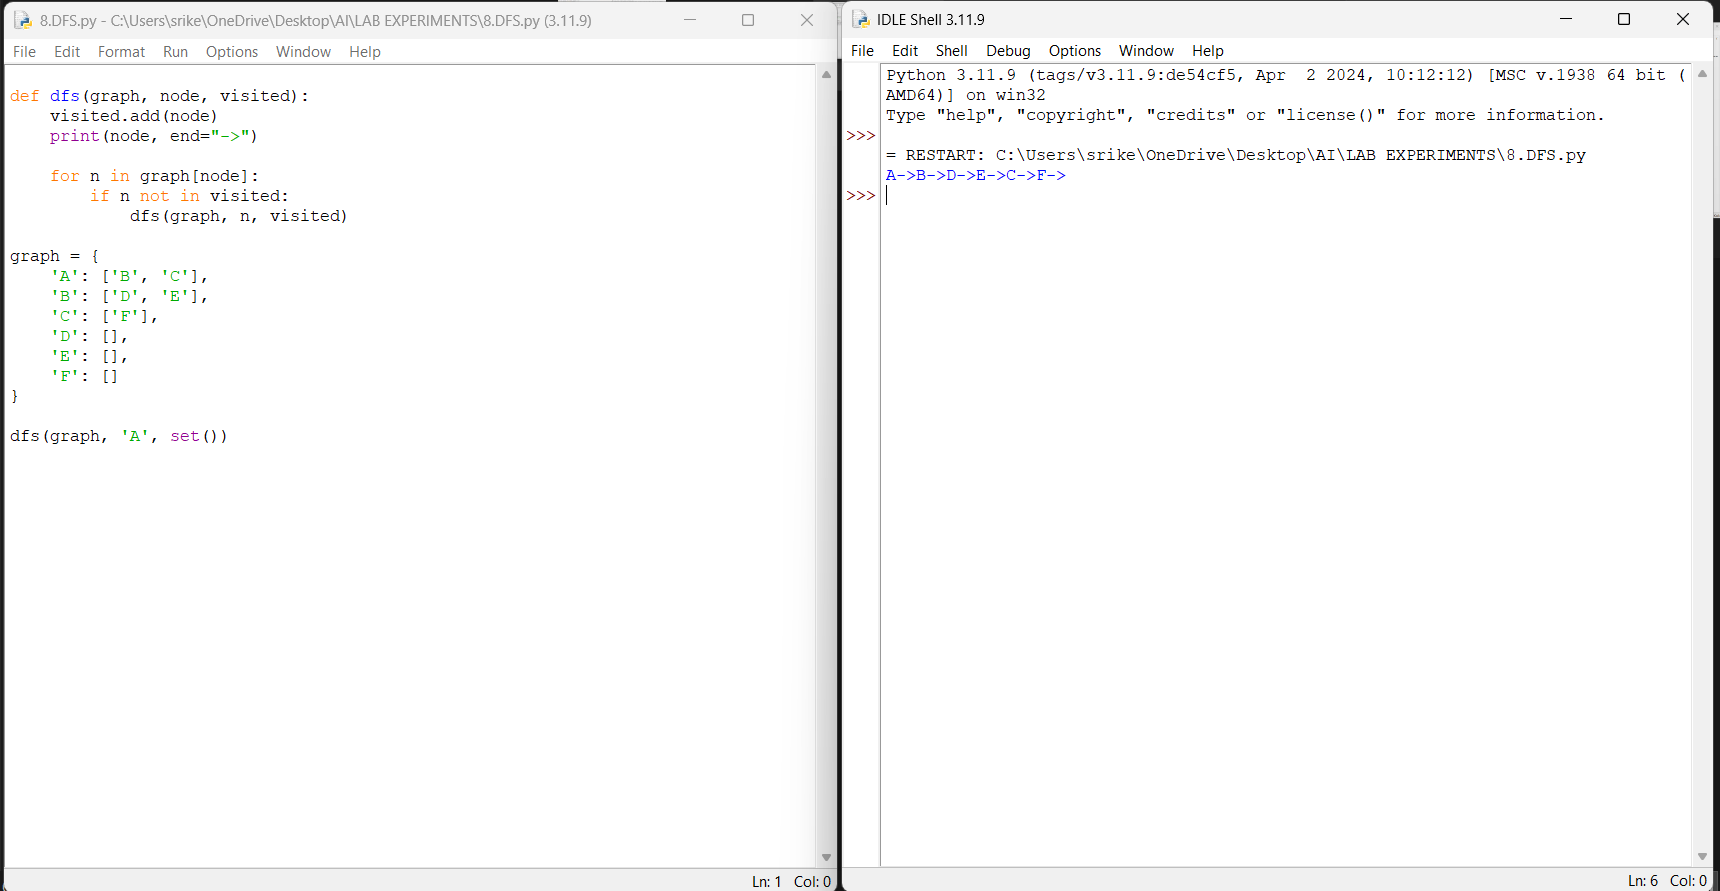 8.DFS.py - C:\Users\srike\OneDrive\Desktop\AI\LAB EXPERIMENTS\8.DFS.py (3.11.9)
File Edit Format Run Options Window Help
def dfs(graph, node, visited):
    visited.add(node)
    print(node, end="->")
    for n in graph[node]:
        if n not in visited:
            dfs(graph, n, visited)
graph = {
    'A': ['B', 'C'],
    'B': ['D', 'E'],
    'C': ['F'],
    'D': [],
    'E': [],
    'F': []
}
dfs(graph, 'A', set())
Ln: 1 Col: 0
IDLE Shell 3.11.9
File Edit Shell Debug Options Window Help
Python 3.11.9 (tags/v3.11.9:de54cf5, Apr  2 2024, 10:12:12) [MSC v.1938 64 bit (
AMD64)] on win32
Type "help", "copyright", "credits" or "license()" for more information.
>>>
= RESTART: C:\Users\srike\OneDrive\Desktop\AI\LAB EXPERIMENTS\8.DFS.py
A->B->D->E->C->F->
>>>
Ln: 6 Col: 0